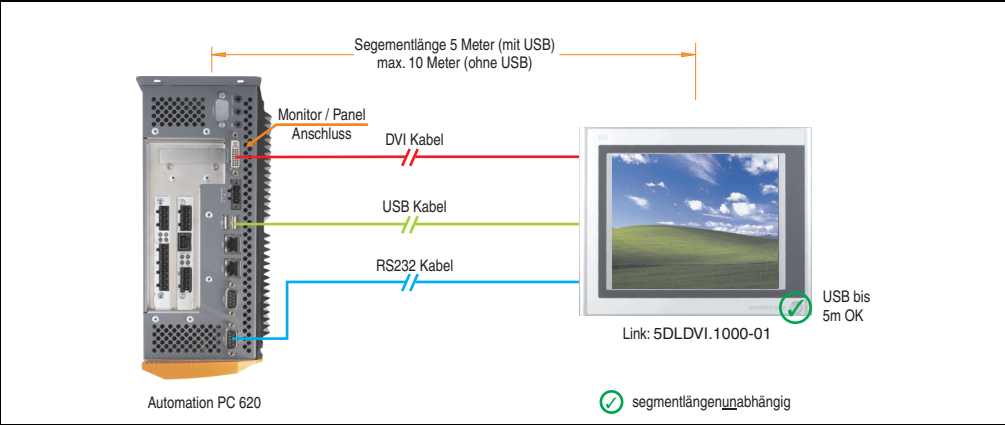 Segementlänge 5 Meter (mit USB)
max. 10 Meter (ohne USB)
Monitor / Panel
Anschluss
DVI Kabel
USB Kabel
RS232 Kabel
USB bis
5m OK
Link: 5DLDVI.1000-01
Automation PC 620
segmentlängenunabhängig